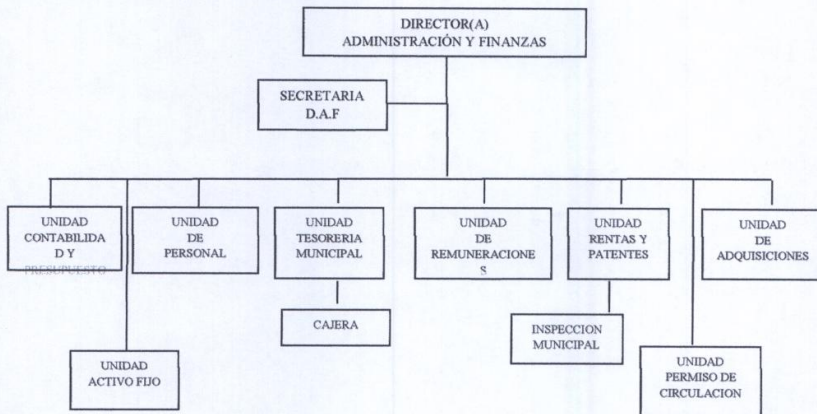 DIRECTOR(A)
ADMINISTRACIÓN Y FINANZAS
SECRETARIA
D.A.F
UNIDAD
CONTABILIDA
D Y
PRESUPUESTO
UNIDAD
DE
PERSONAL
UNIDAD
TESORERIA
MUNICIPAL
UNIDAD
DE
REMUNERACIONE
S
UNIDAD
RENTAS Y
PATENTES
UNIDAD
DE
ADQUISICIONES
CAJERA
INSPECCION
MUNICIPAL
UNIDAD
ACTIVO FIJO
UNIDAD
PERMISO DE
CIRCULACION